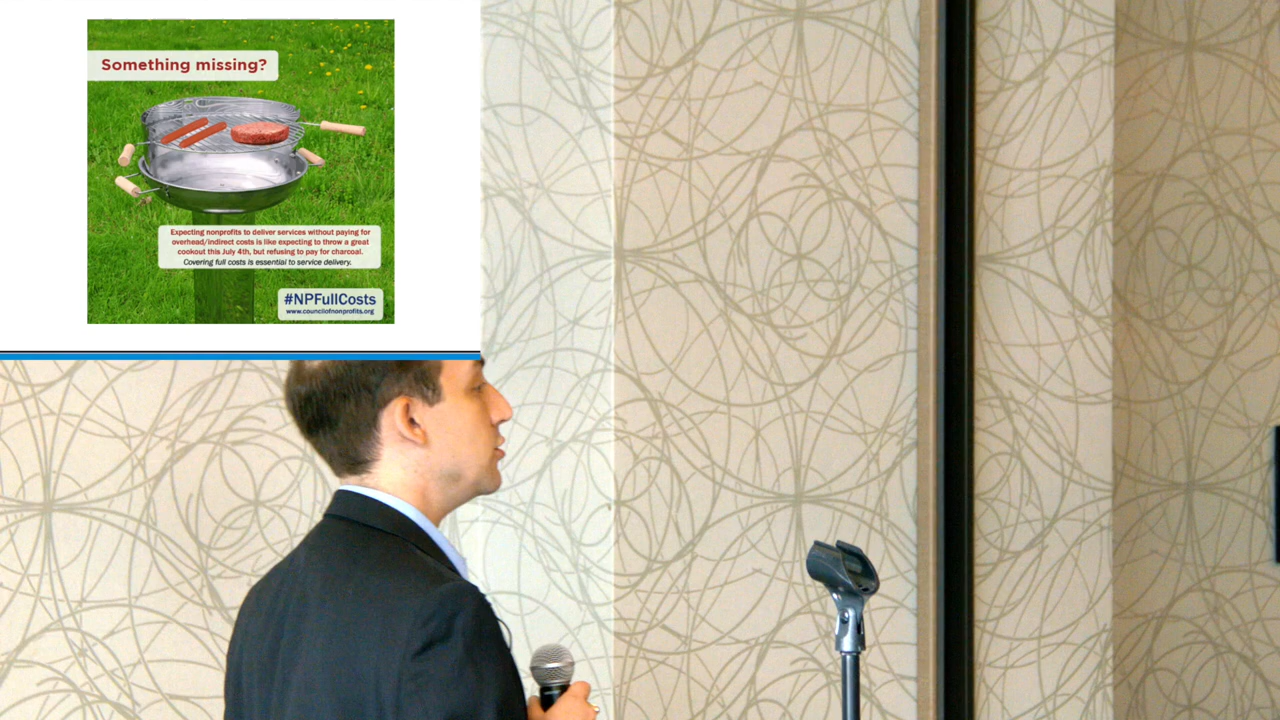 Something missing?
Expecting nonprofits to deliver services without paying for
overhead/indirect costs is like expecting to throw a great
cookout this July 4th, but refusing to pay for charcoal.
Covering full costs is essential to service delivery.
#NPFullCosts
www.councilofnonprofits.org